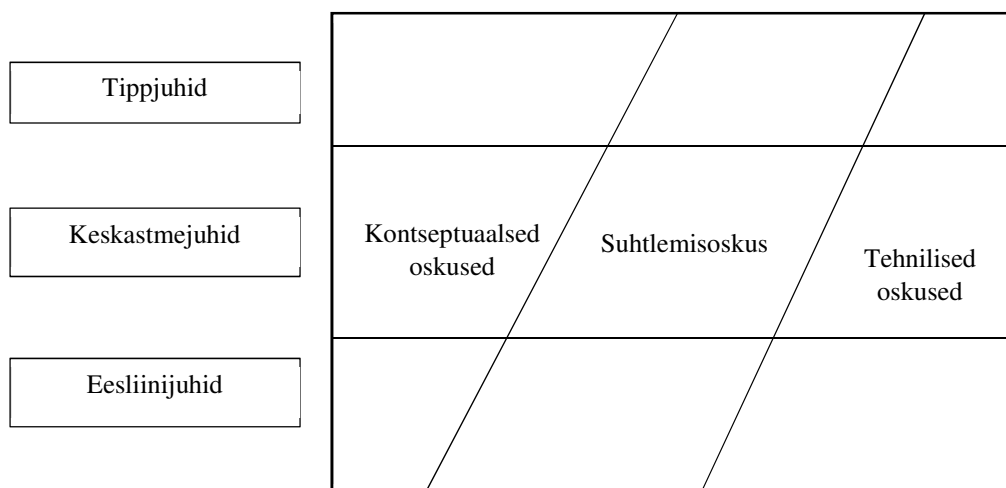 Tippjuhid
Keskastmejuhid
Kontseptuaalsed
oskused
Suhtlemisoskus
Tehnilised
oskused
Eesliinijuhid